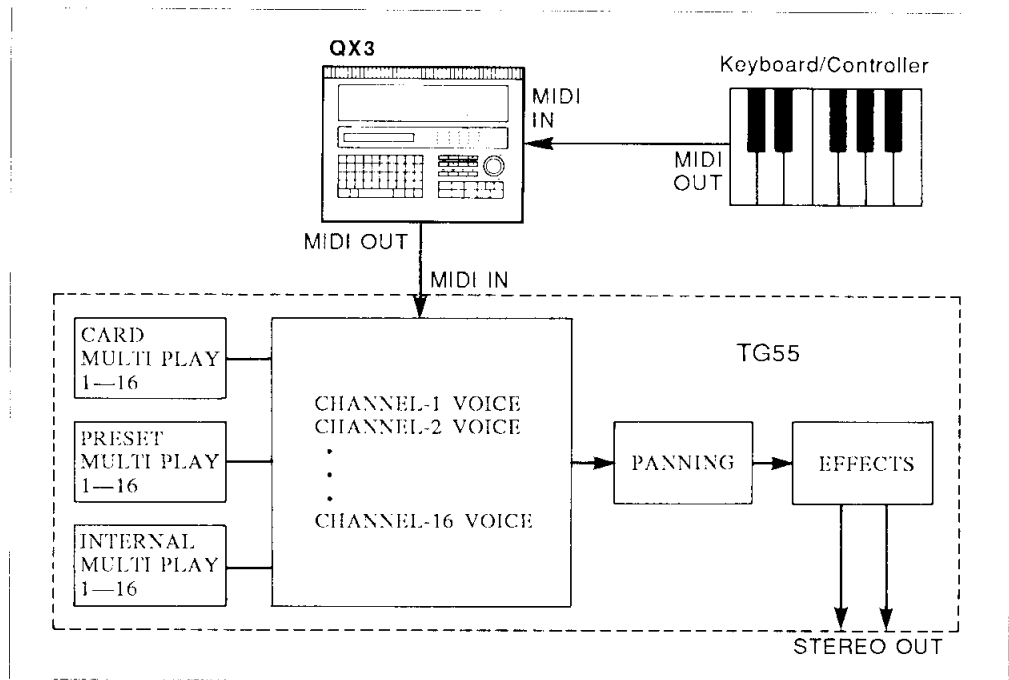 QX3
Keyboard/Controller
MIDI
IN
MIDI
OUT
MIDI OUT
MIDI IN
TG55
CARD
MULTI PLAY
1—16
PRESET
MULTI PLAY
1—16
INTERNAL
MULTI PLAY
1—16
CHANNEL-1 VOICE
CHANNEL-2 VOICE
CHANNEL-16 VOICE
PANNING
EFFECTS
STEREO OUT